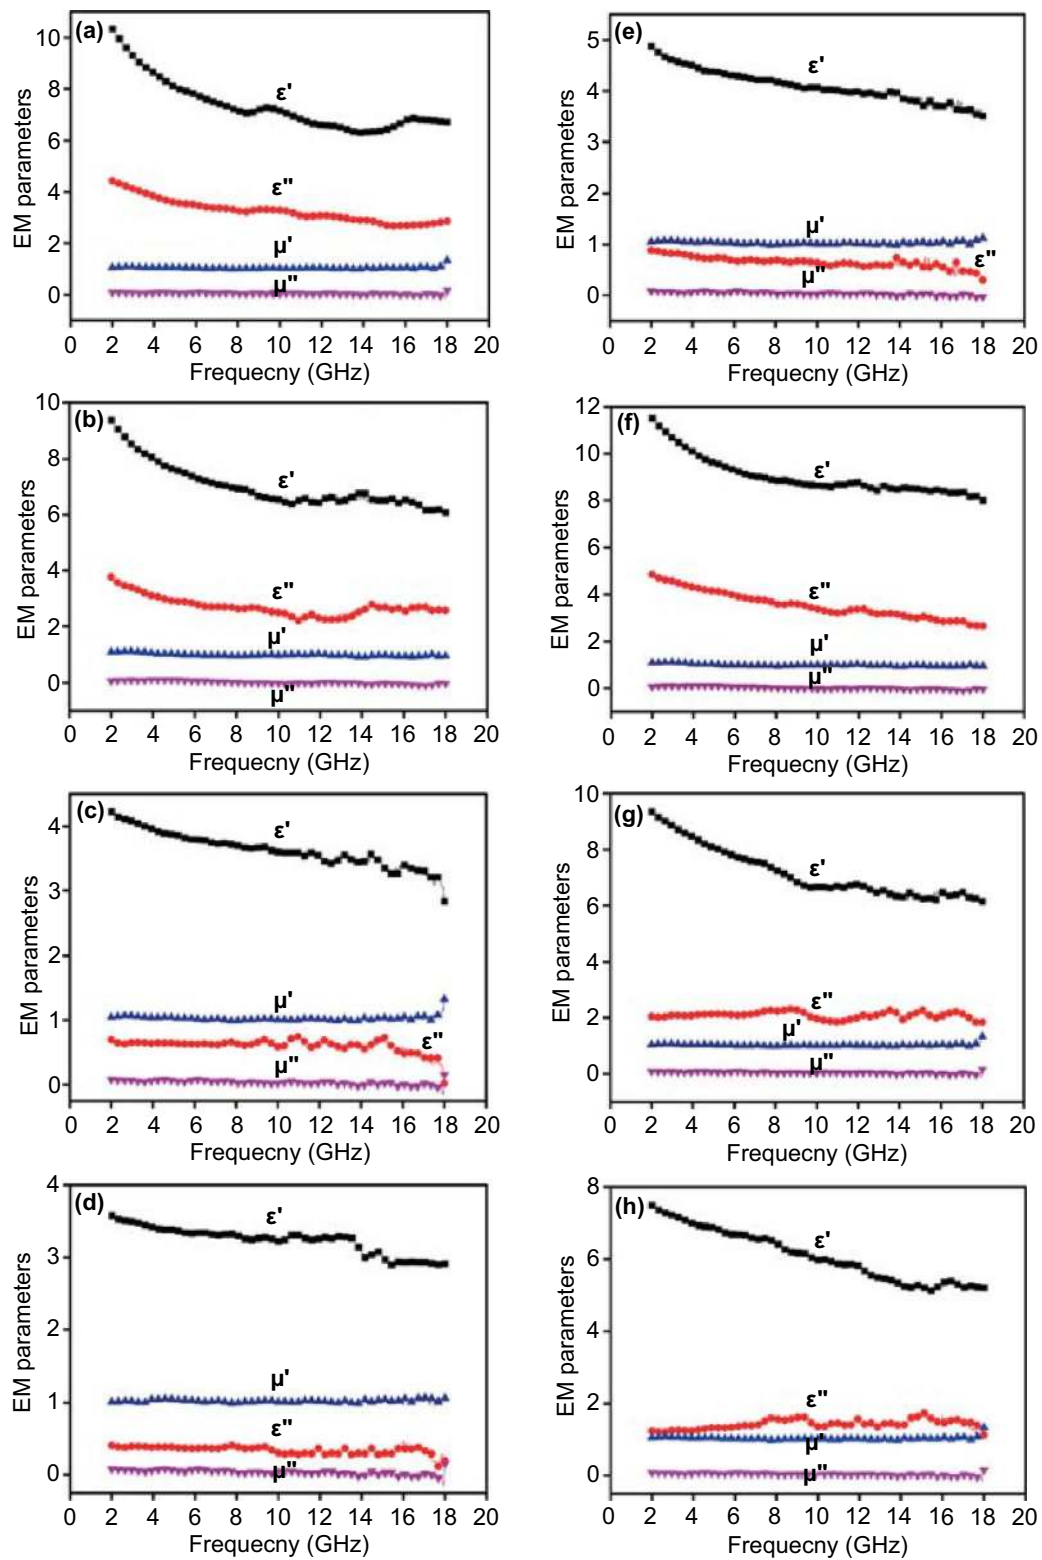 (a)
EM parameters
10
8
6
4
2
0
ε'
ε"
μ'
μ"
0 2 4 6 8 10 12 14 16 18 20
Frequecny (GHz)
(e)
EM parameters
5
4
3
2
1
0
ε'
μ'
ε"
μ"
0 2 4 6 8 10 12 14 16 18 20
Frequecny (GHz)
(b)
EM parameters
10
8
6
4
2
0
ε'
ε"
μ'
μ"
0 2 4 6 8 10 12 14 16 18 20
Frequecny (GHz)
(f)
EM parameters
12
10
8
6
4
2
0
ε'
ε"
μ'
μ"
0 2 4 6 8 10 12 14 16 18 20
Frequecny (GHz)
(c)
EM parameters
4
3
2
1
0
ε'
μ'
ε"
μ"
0 2 4 6 8 10 12 14 16 18 20
Frequecny (GHz)
(g)
EM parameters
10
8
6
4
2
0
ε'
ε"
μ'
μ"
0 2 4 6 8 10 12 14 16 18 20
Frequecny (GHz)
(d)
EM parameters
4
3
2
1
0
ε'
μ'
ε"
μ"
0 2 4 6 8 10 12 14 16 18 20
Frequecny (GHz)
(h)
EM parameters
8
6
4
2
0
ε'
ε"
μ'
μ"
0 2 4 6 8 10 12 14 16 18 20
Frequecny (GHz)